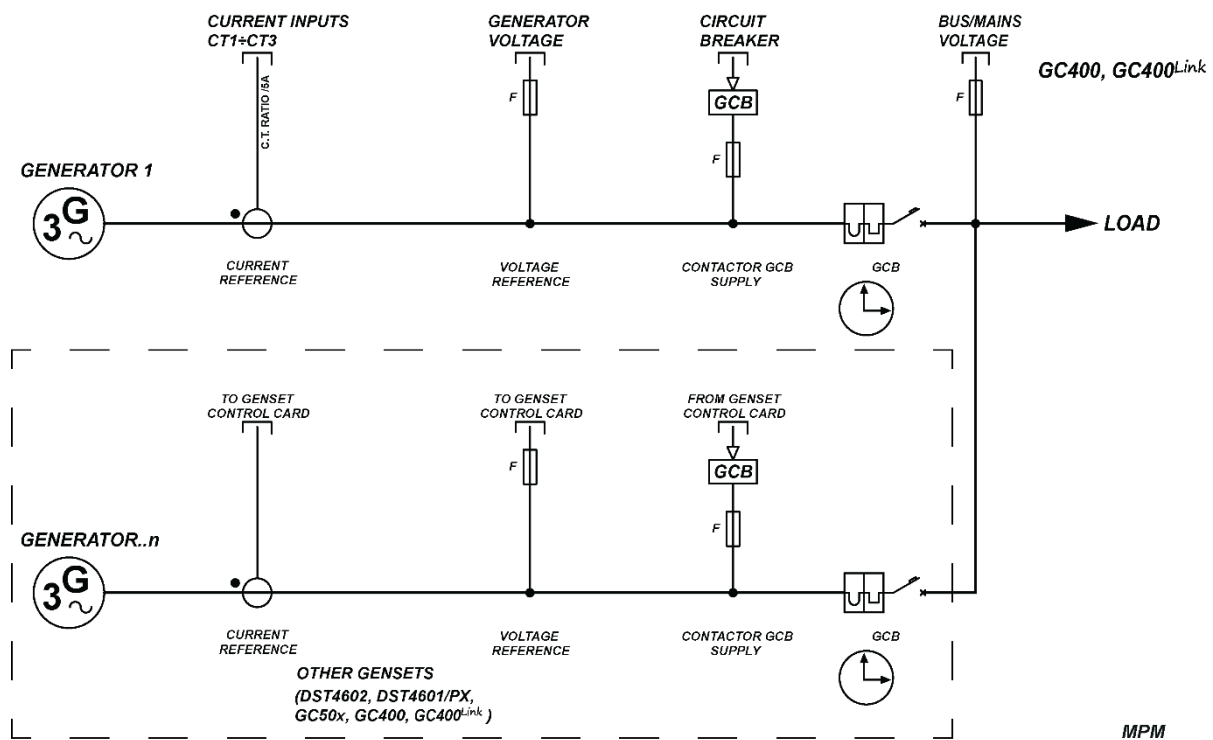 CURRENT INPUTS
CT1÷CT3
GENERATOR
VOLTAGE
CIRCUIT
BREAKER
BUS/MAINS
VOLTAGE
GC400, GC400Link
C.T. RATIO /5A
F
GCB
F
F
GENERATOR 1
3G
LOAD
CURRENT
REFERENCE
VOLTAGE
REFERENCE
CONTACTOR GCB
SUPPLY
GCB
TO GENSET
CONTROL CARD
TO GENSET
CONTROL CARD
FROM GENSET
CONTROL CARD
F
GCB
F
GENERATOR..n
3G
CURRENT
REFERENCE
VOLTAGE
REFERENCE
CONTACTOR GCB
SUPPLY
GCB
OTHER GENSETS
(DST4602, DST4601/PX,
GC50x, GC400, GC400Link )
MPM